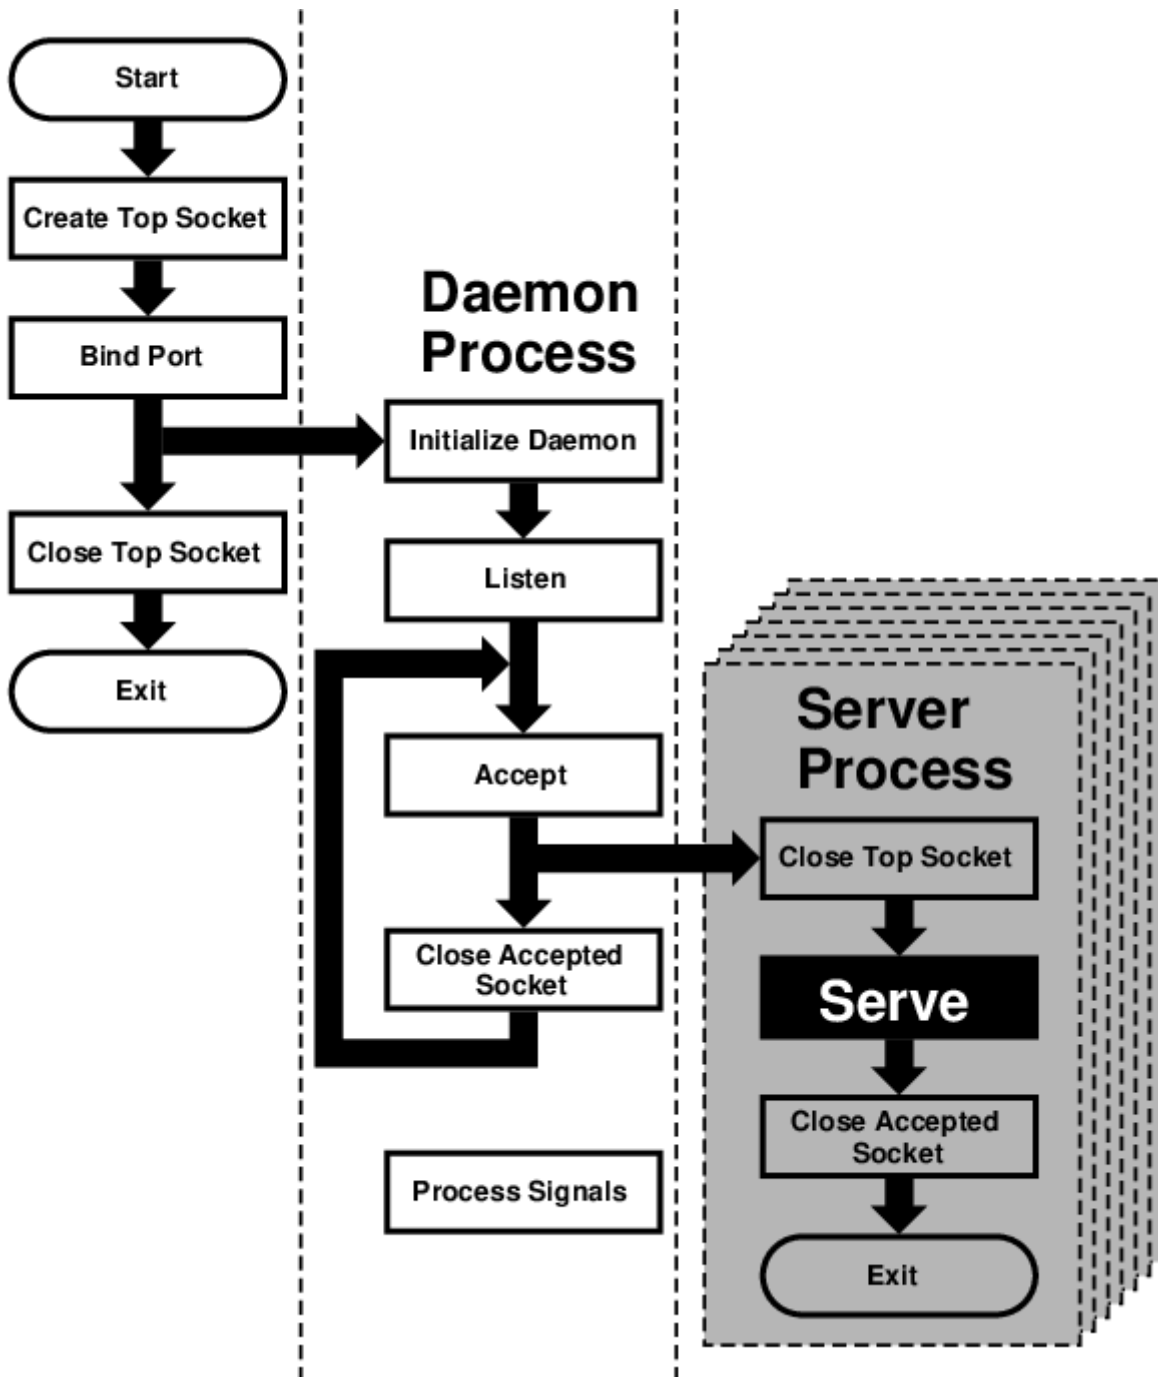 Start
Create Top Socket
Bind Port
Close Top Socket
Exit
Daemon
Process
Initialize Daemon
Listen
Accept
Close Accepted
Socket
Process Signals
Server
Process
Close Top Socket
Serve
Close Accepted
Socket
Exit